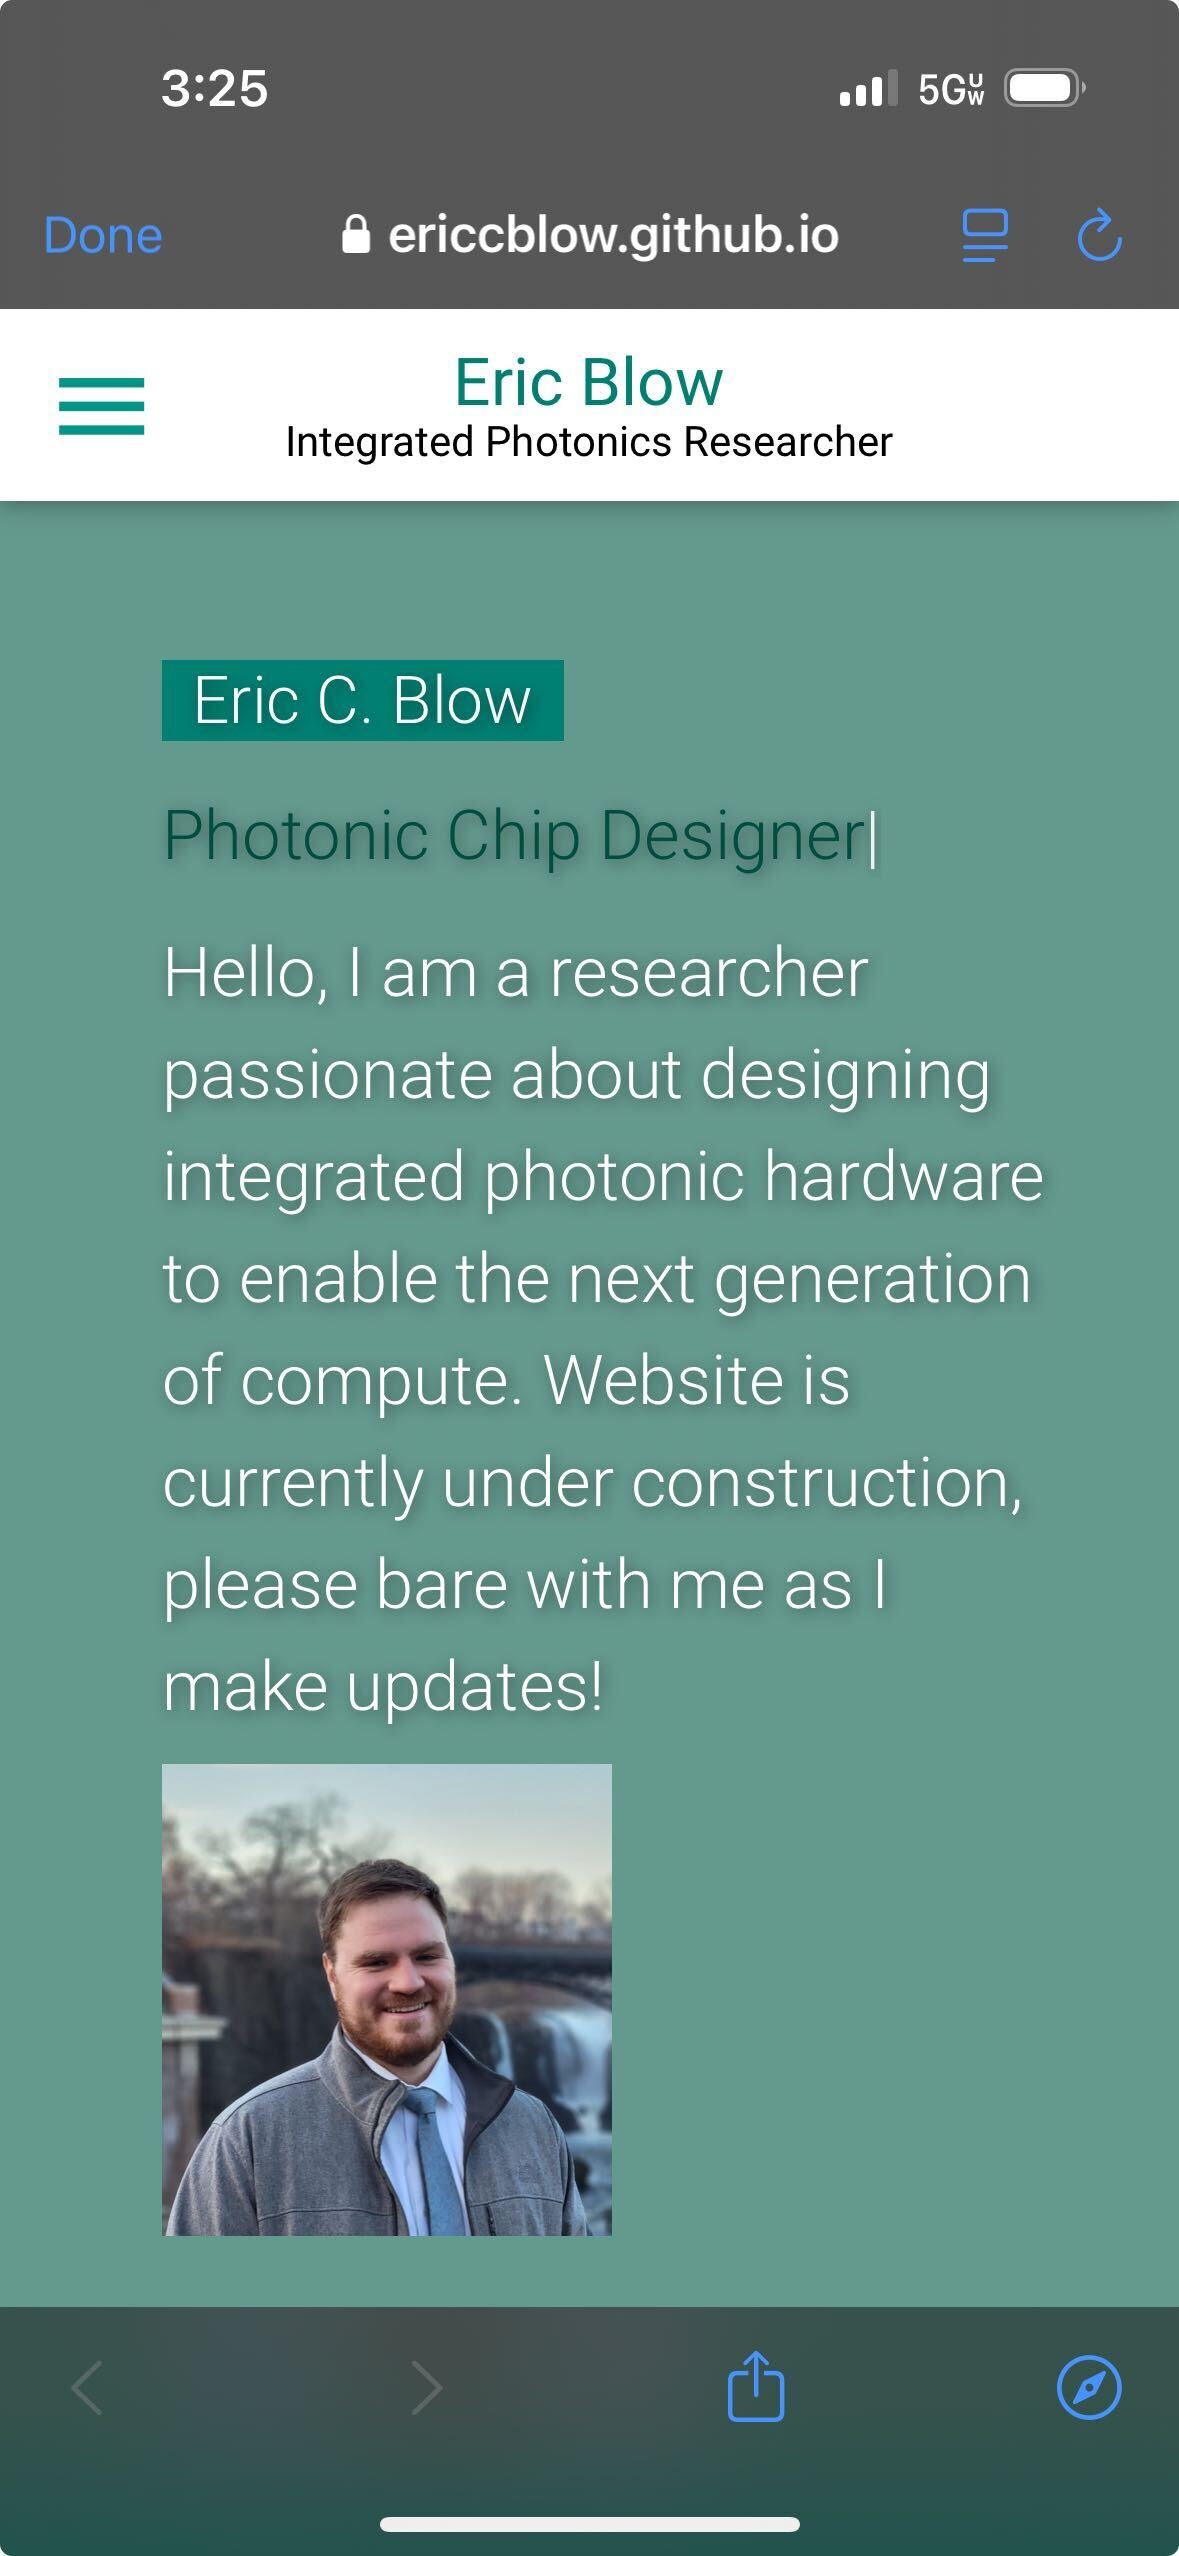 3:25
5GUW
Done
ericcblow.github.io
Eric Blow
Integrated Photonics Researcher
Eric C. Blow
Photonic Chip Designer|
Hello, I am a researcher
passionate about designing
integrated photonic hardware
to enable the next generation
of compute. Website is
currently under construction,
please bare with me as I
make updates!